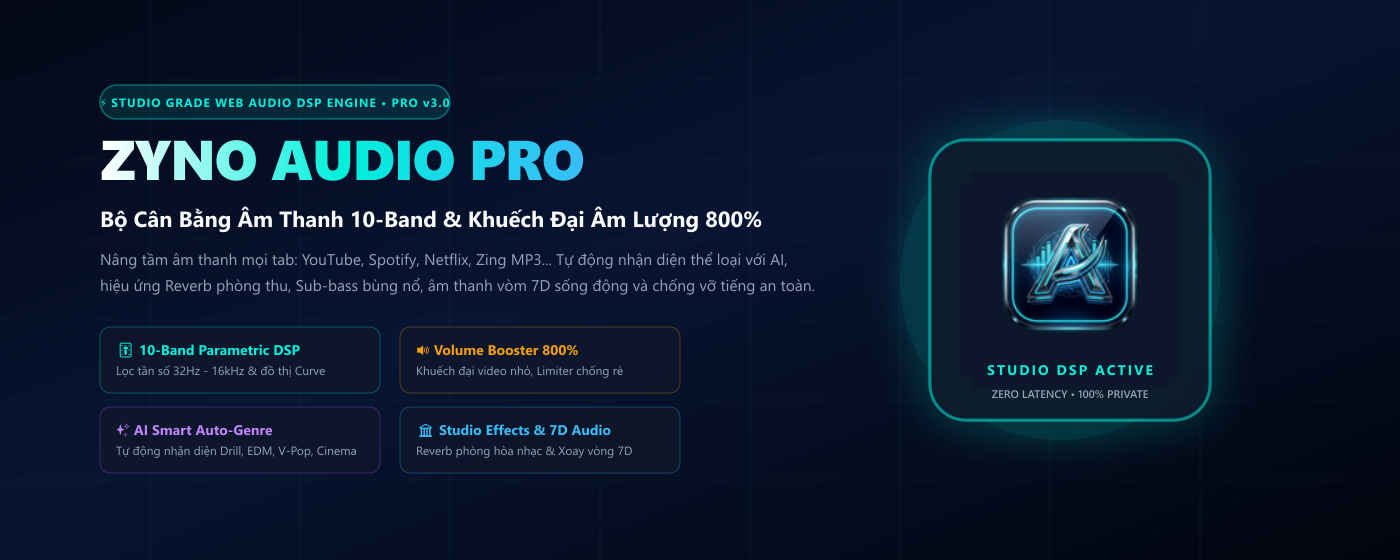 ⚡ STUDIO GRADE WEB AUDIO DSP ENGINE • PRO v3.0
ZYNO AUDIO PRO
Bộ Cân Bằng Âm Thanh 10-Band & Khuếch Đại Âm Lượng 800%
Nâng tầm âm thanh mọi tab: YouTube, Spotify, Netflix, Zing MP3... Tự động nhận diện thể loại với AI,
hiệu ứng Reverb phòng thu, Sub-bass bùng nổ, âm thanh vòm 7D sống động và chống vỡ tiếng an toàn.
10-Band Parametric DSP
Lọc tần số 32Hz - 16kHz & đồ thị Curve
Volume Booster 800%
Khuếch đại video nhỏ, Limiter chống rè
AI Smart Auto-Genre
Tự động nhận diện Drill, EDM, V-Pop, Cinema
Studio Effects & 7D Audio
Reverb phòng hòa nhạc & Xoay vòng 7D
A
STUDIO DSP ACTIVE
ZERO LATENCY • 100% PRIVATE